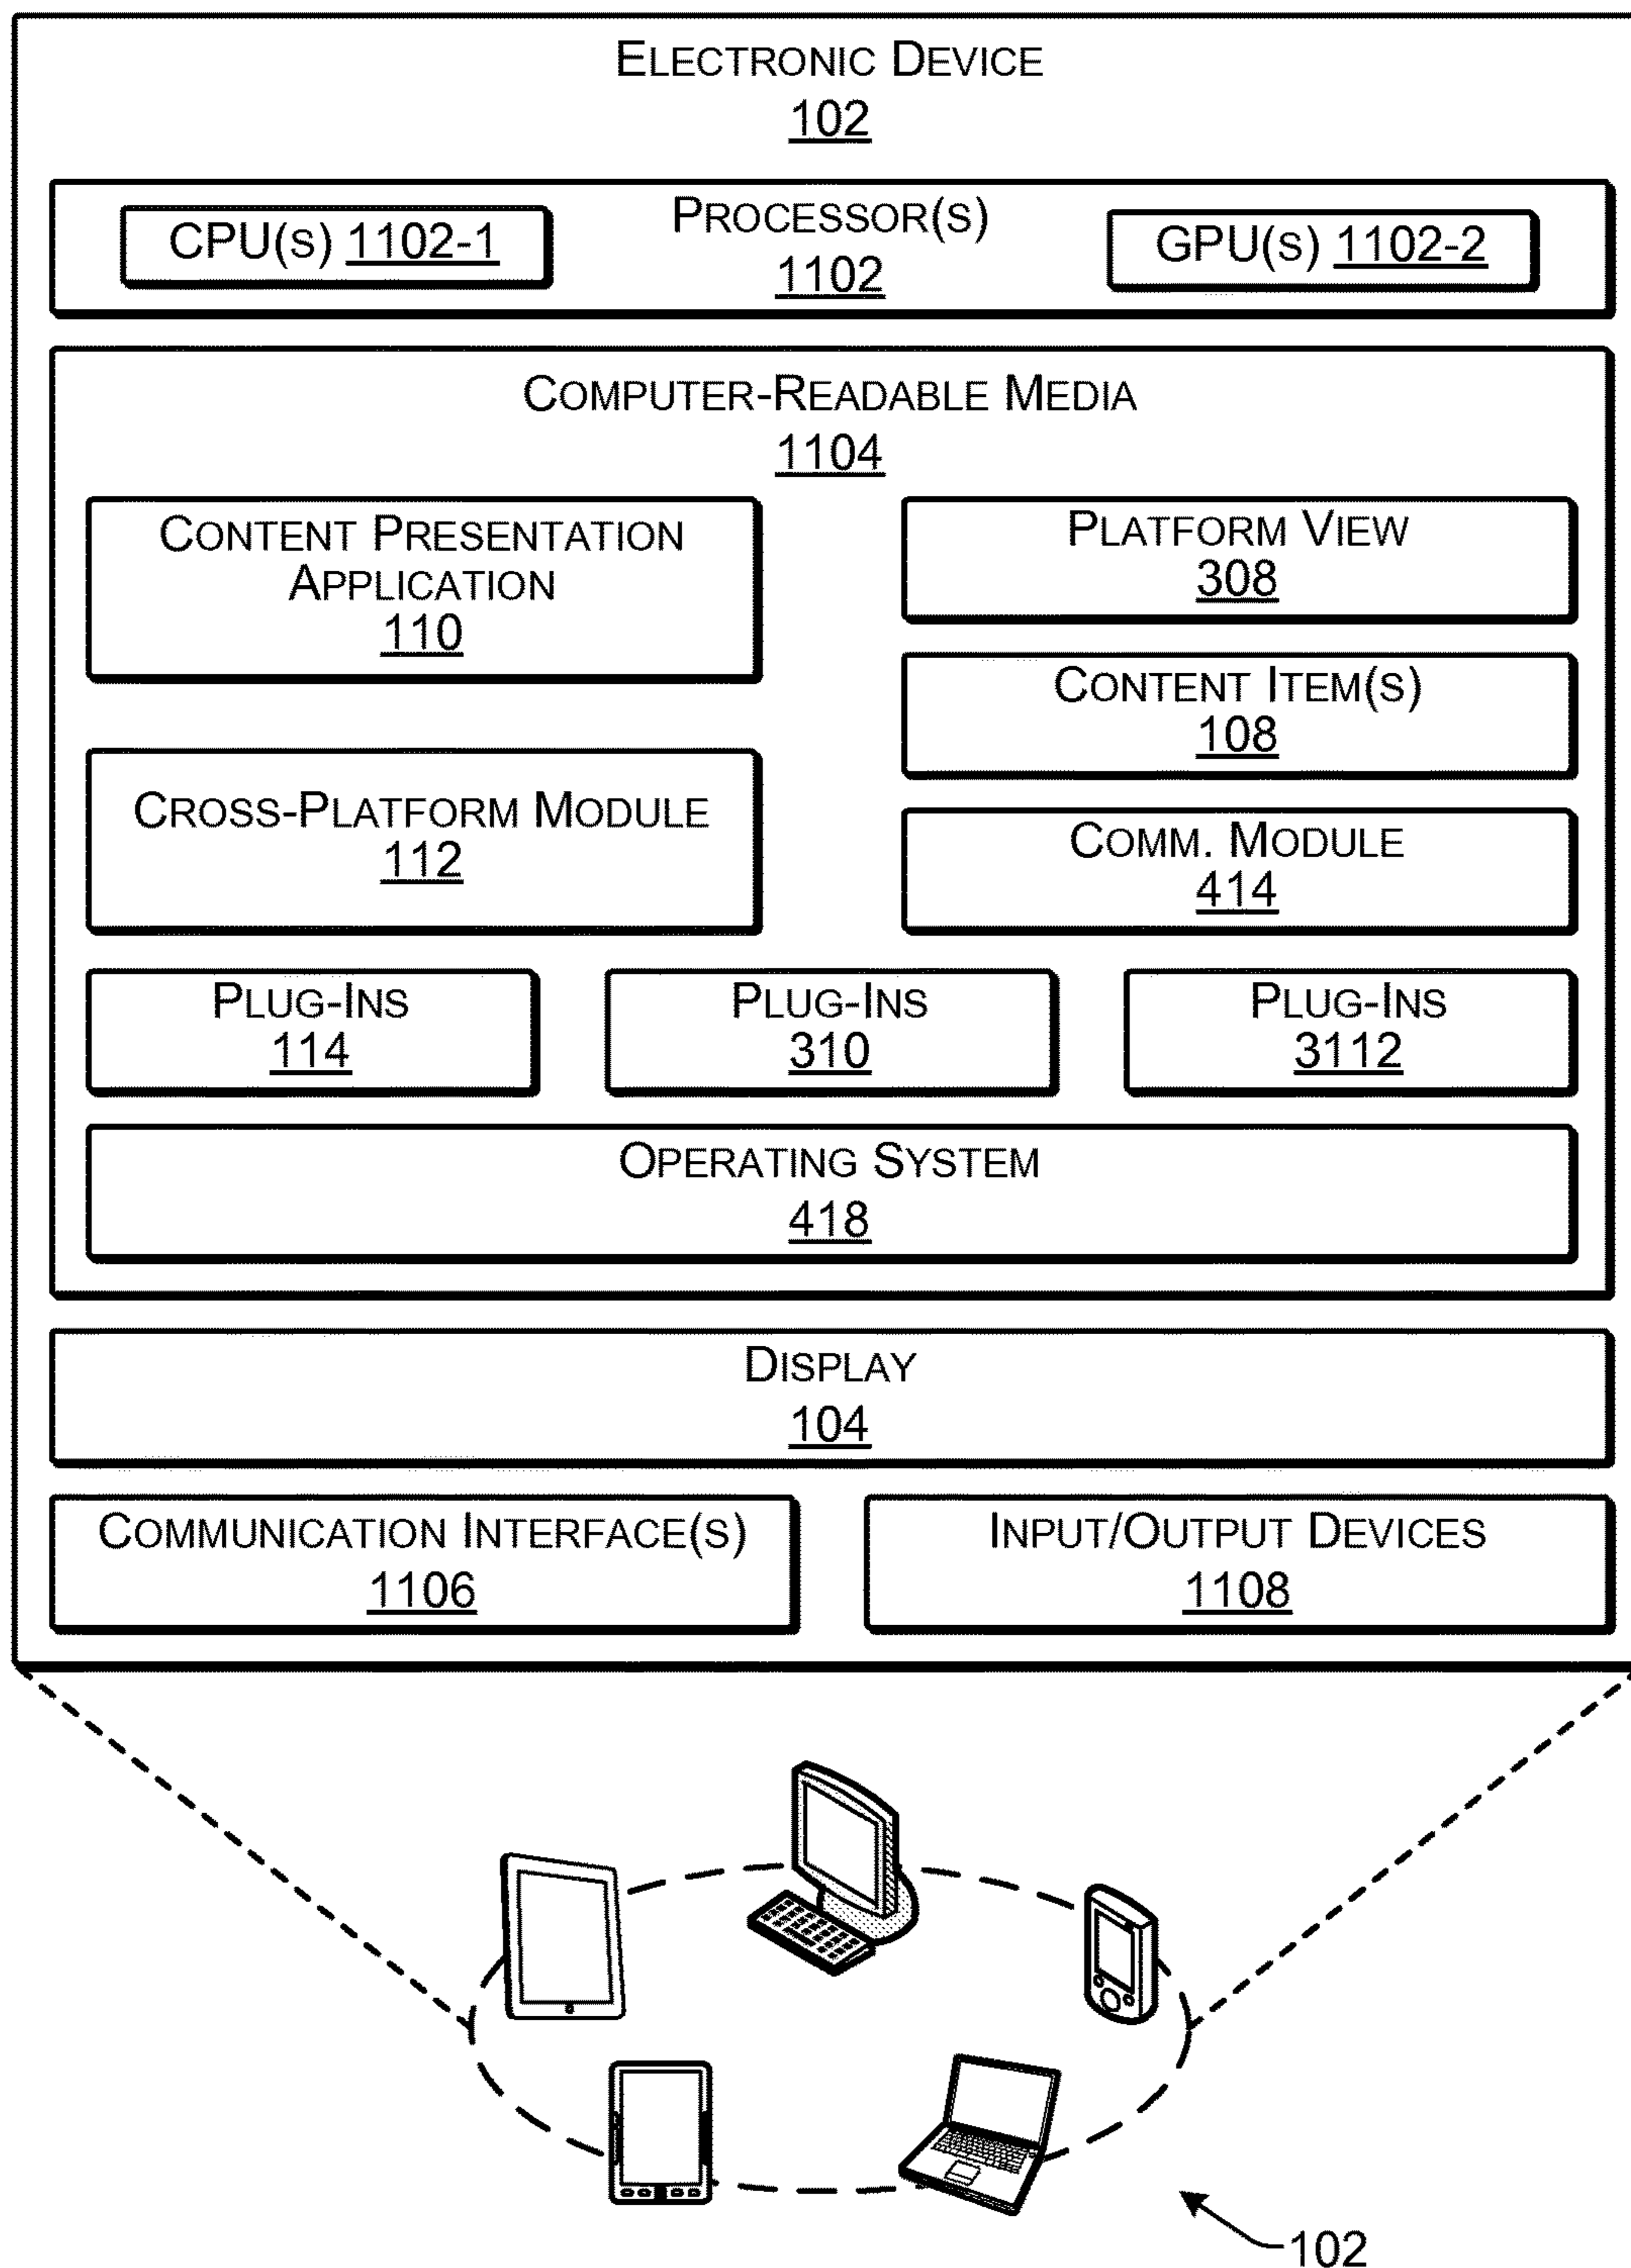 ELECTRONIC DEVICE
102
PROCESSOR(S)
1102
CPU(S) 1102-1
GPU(S) 1102-2
COMPUTER-READABLE MEDIA
1104
CONTENT PRESENTATION
APPLICATION
110
PLATFORM VIEW
308
CONTENT ITEM(S)
108
CROSS-PLATFORM MODULE
112
COMM. MODULE
414
PLUG-INS
114
PLUG-INS
310
PLUG-INS
3112
OPERATING SYSTEM
418
DISPLAY
104
COMMUNICATION INTERFACE(S)
1106
INPUT/OUTPUT DEVICES
1108
102